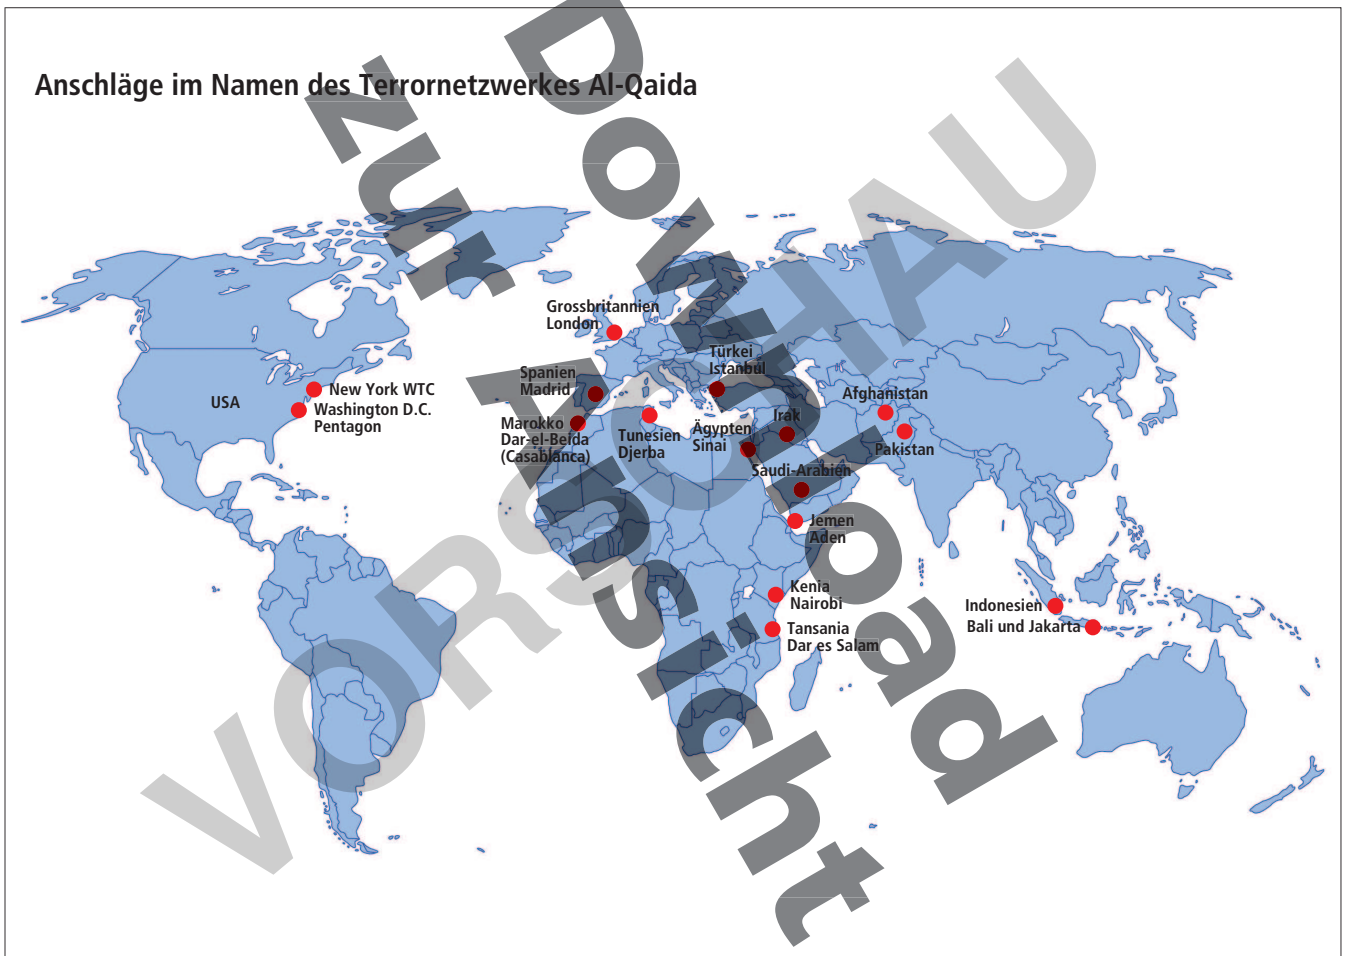 Anschläge im Namen des Terrornetzwerkes Al-Qaida
Grossbritannien
London
Türkei
Istanbul
Spanien
Madrid
New York WTC
USA
Washington D.C.
Pentagon
Afghanistan
Marokko
Dar-el-Beida
(Casablanca)
Tunesien
Djerba
Ägypten
Sinai
Irak
Pakistan
Saudi-Arabien
Jemen
Aden
Kenia
Nairobi
Indonesien
Bali und Jakarta
Tansania
Dar es Salam
VORSCHAU
Download
zur Ansicht